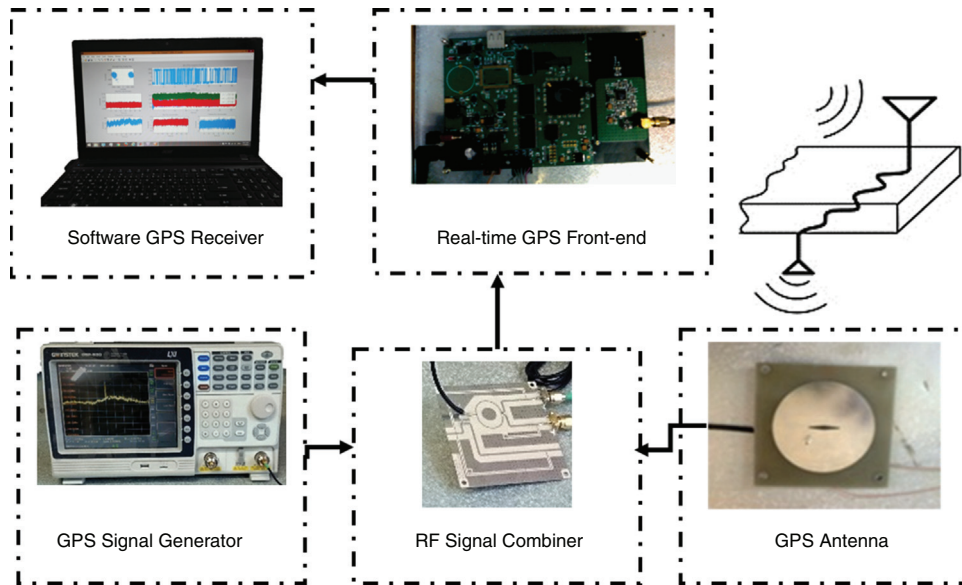 Software GPS Receiver
Real-time GPS Front-end
GPS Signal Generator
RF Signal Combiner
GPS Antenna